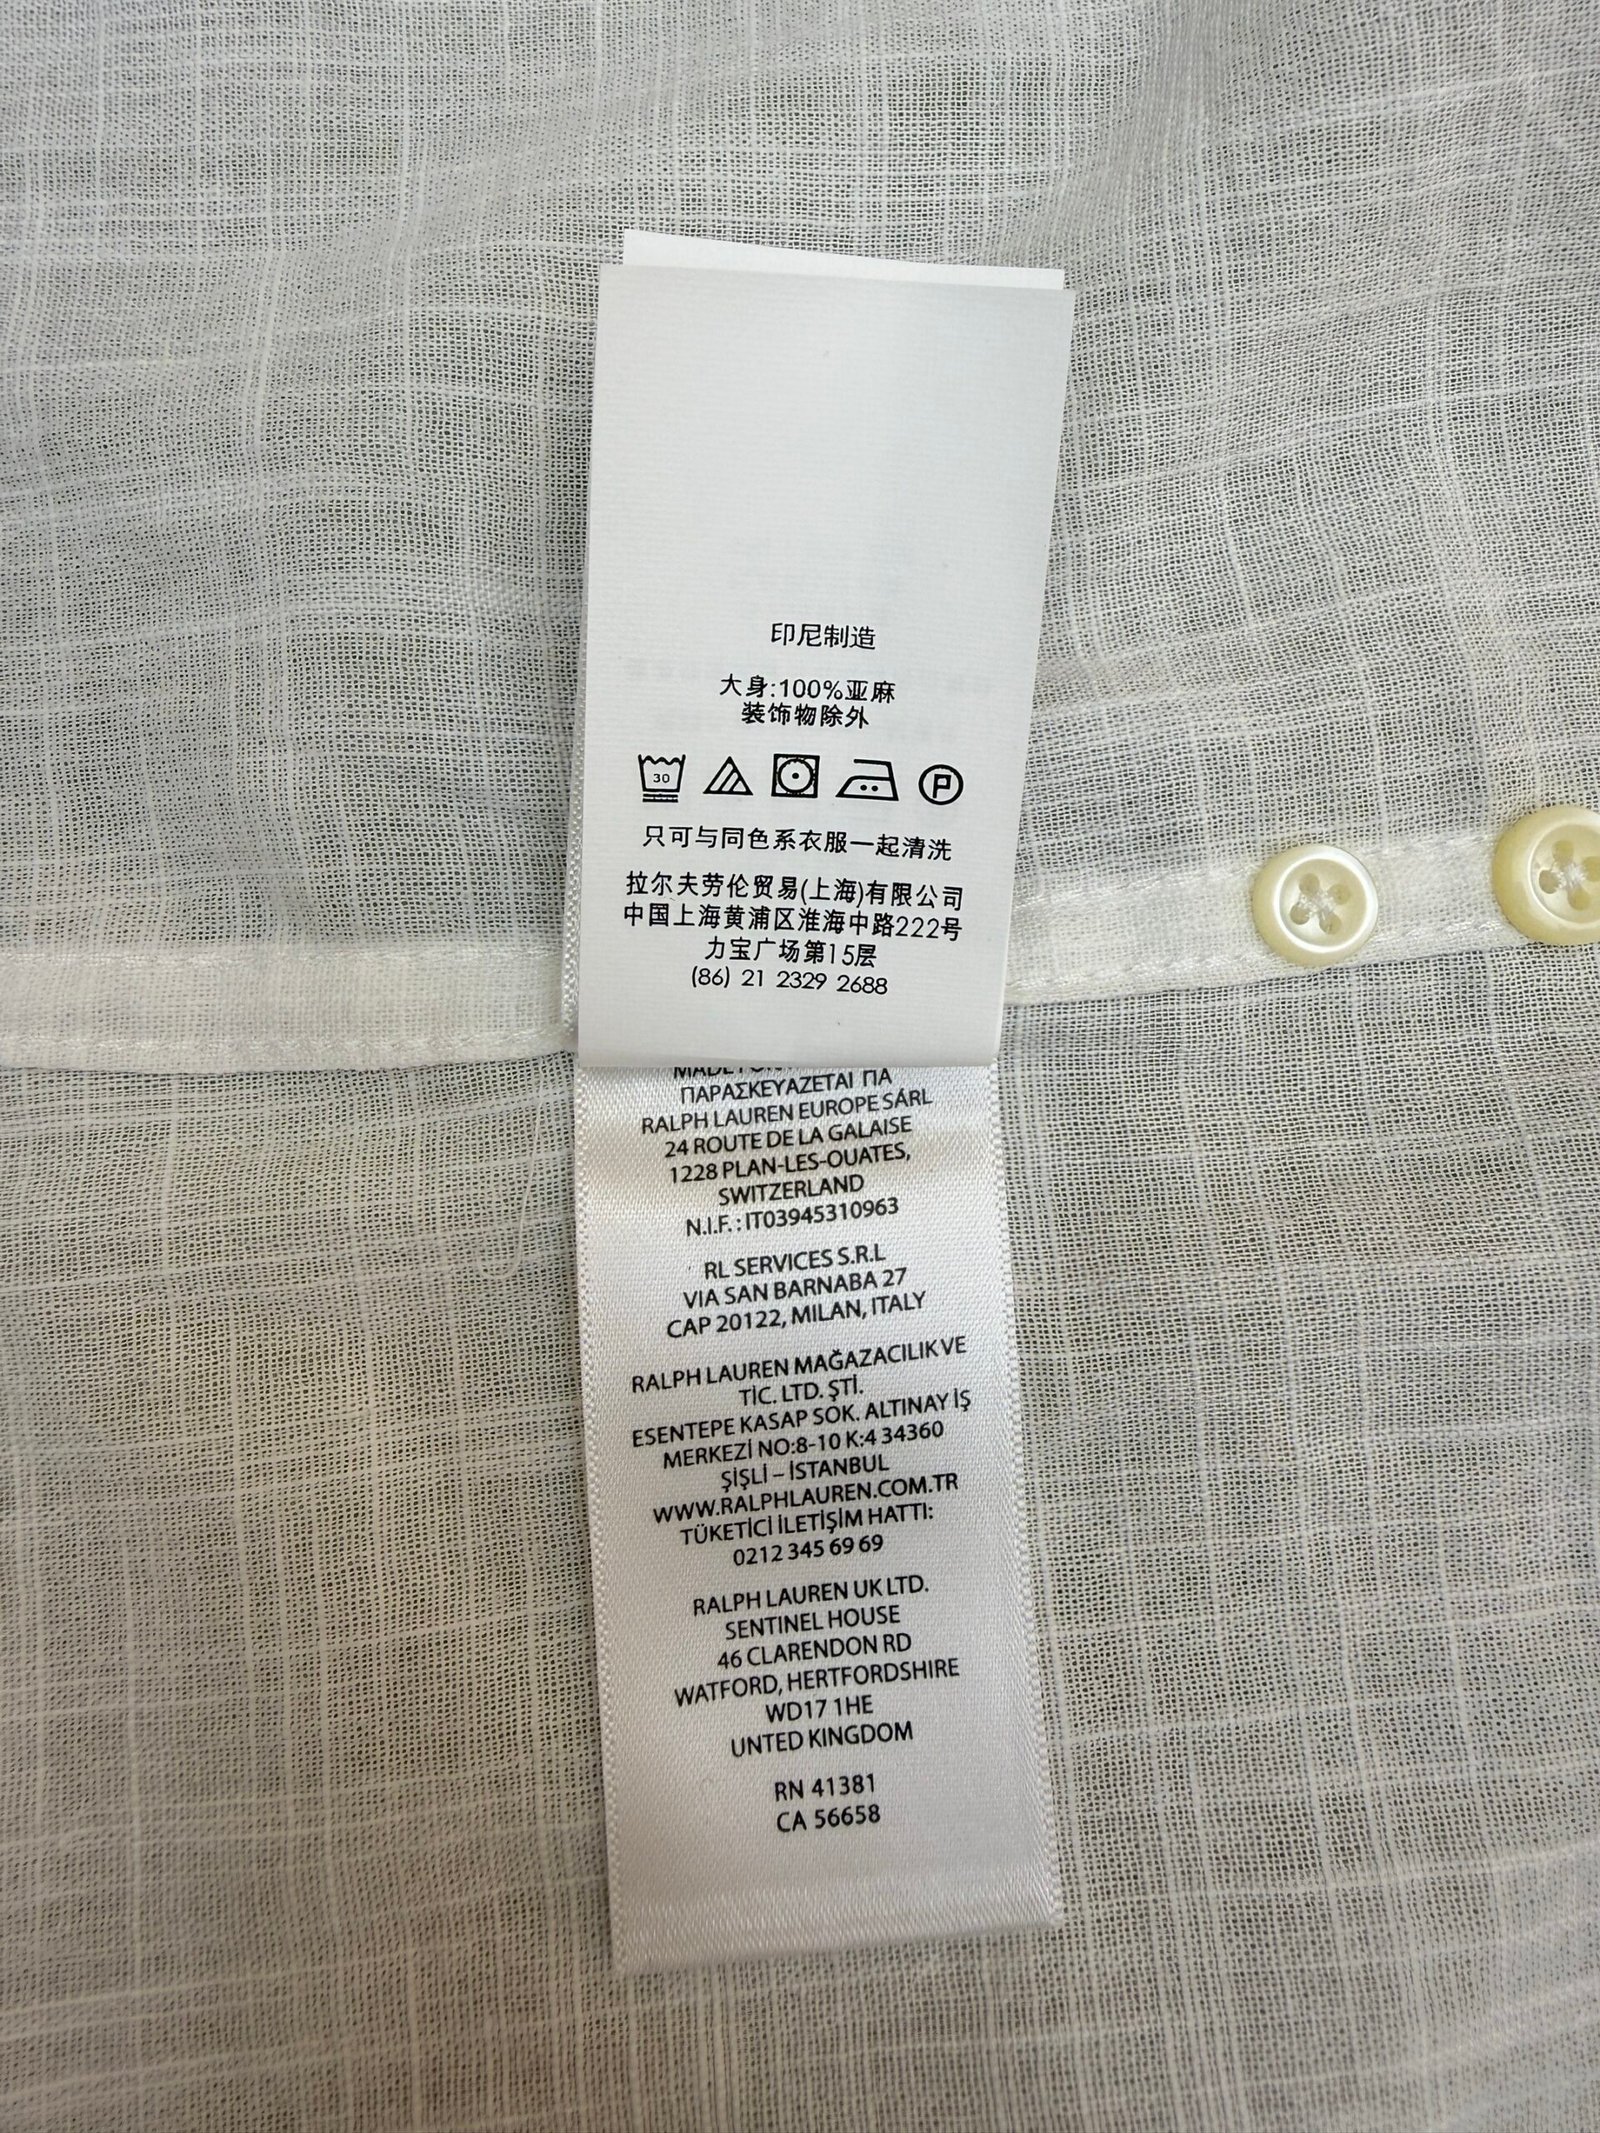 印尼制造
大身:100%亚麻
装饰物除外
30
P
只可与同色系衣服一起清洗
拉尔夫劳伦贸易(上海)有限公司
中国上海黄浦区淮海中路222号
力宝广场第15层
(86) 21 2329 2688
ΠΑΡΑΣΚΕΥΑΖΕΤΑΙ ΓΙΑ
RALPH LAUREN EUROPE SÁRL
24 ROUTE DE LA GALAISE
1228 PLAN-LES-OUATES,
SWITZERLAND
N.I.F. : IT03945310963
RL SERVICES S.R.L
VIA SAN BARNABA 27
CAP 20122, MILAN, ITALY
RALPH LAUREN MAĞAZACILIK VE
TİC. LTD. ŞTİ.
ESENTEPE KASAP SOK. ALTINAY İŞ
MERKEZİ NO:8-10 K:4 34360
ŞİŞLİ – İSTANBUL
WWW.RALPHLAUREN.COM.TR
TÜKETİCİ İLETİŞİM HATTI:
0212 345 69 69
RALPH LAUREN UK LTD.
SENTINEL HOUSE
46 CLARENDON RD
WATFORD, HERTFORDSHIRE
WD17 1HE
UNITED KINGDOM
RN 41381
CA 56658